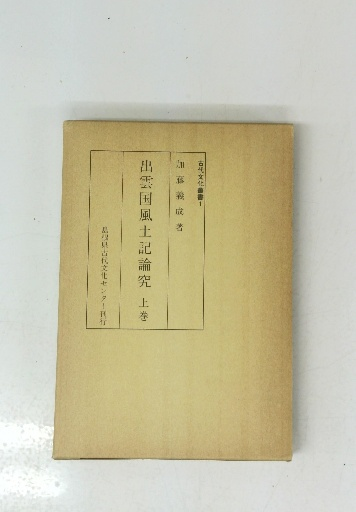 古代文化叢書1
加藤義成著
出雲国風土記論究 上巻
島根県古代文化センター刊行